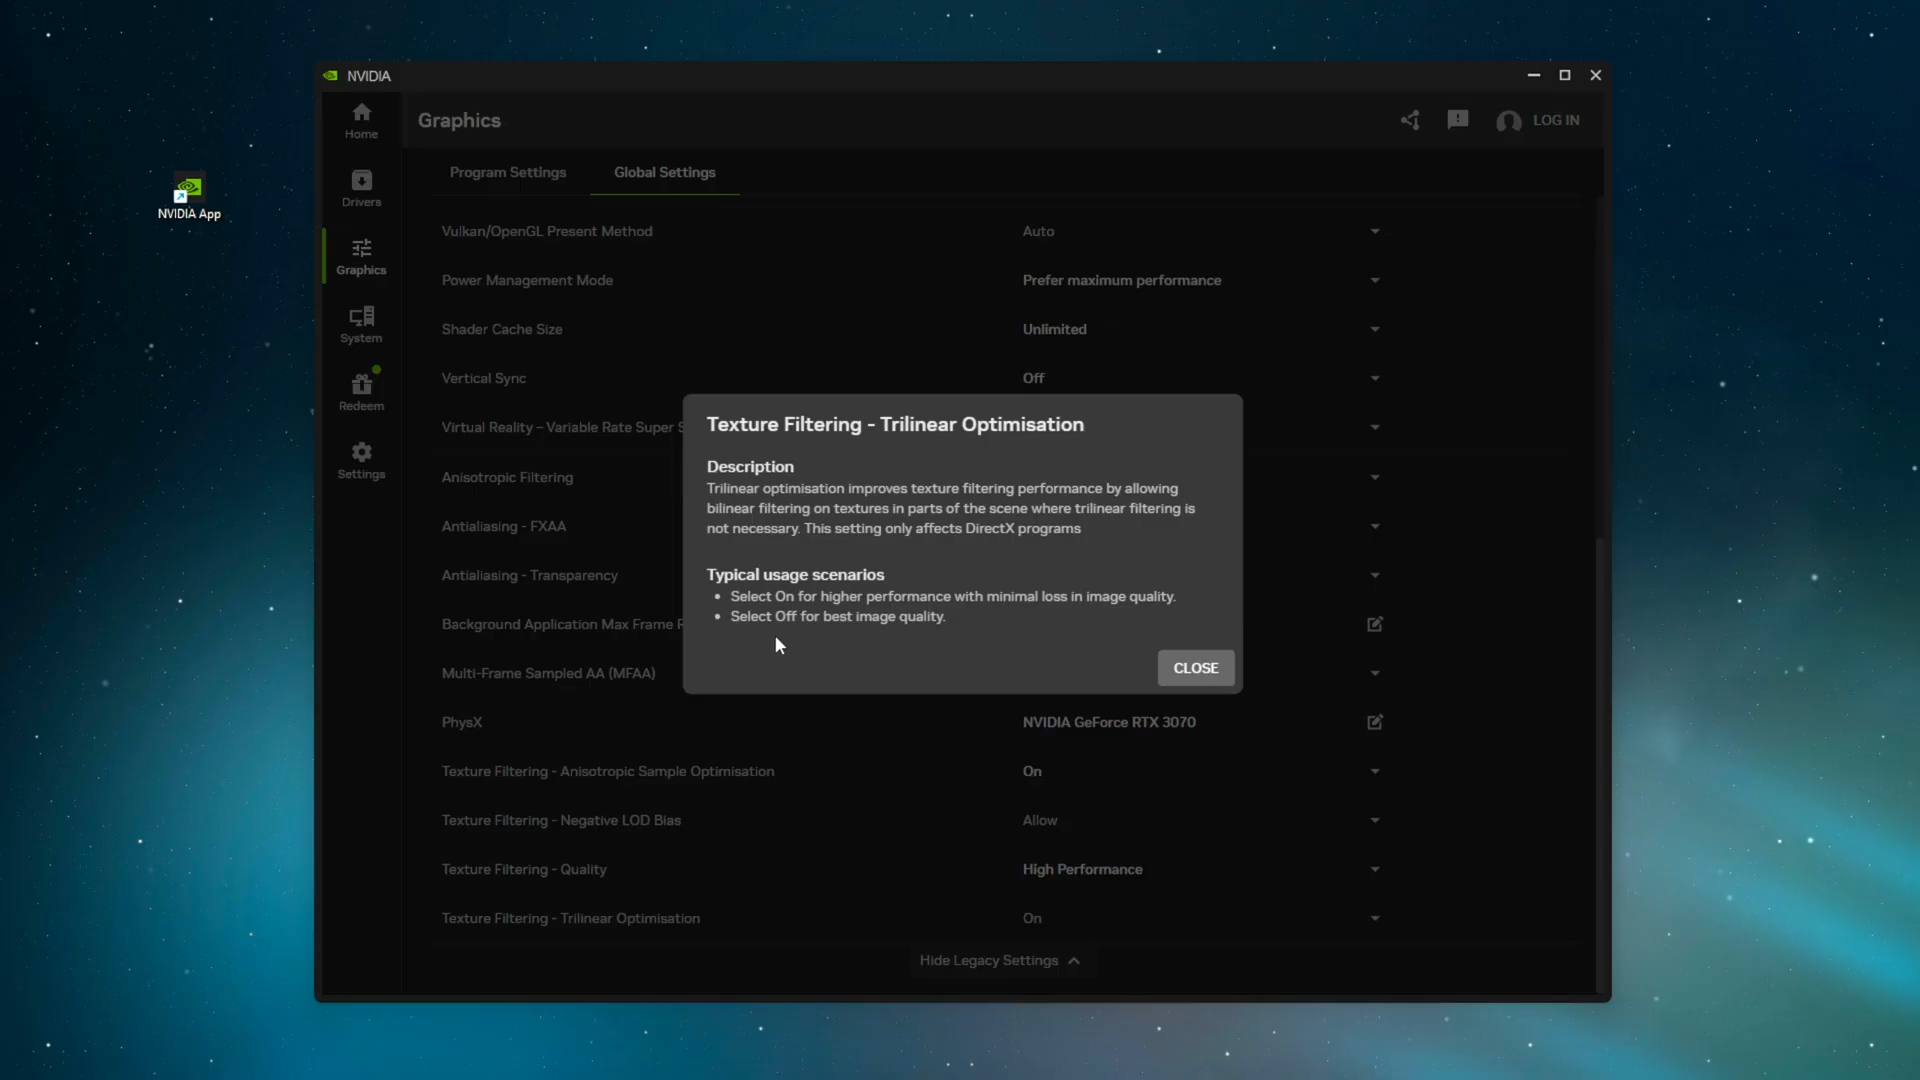 NVIDIA
Home
Graphics
LOG IN
Program Settings
Global Settings
Drivers
NVIDIA App
Vulkan/OpenGL Present Method
Auto
Graphics
Power Management Mode
Prefer maximum performance
System
Shader Cache Size
Unlimited
Vertical Sync
Off
Redeem
Virtual Reality – Variable Rate Super S
Settings
Anisotropic Filtering
Antialiasing - FXAA
Antialiasing - Transparency
Background Application Max Frame R
Multi-Frame Sampled AA (MFAA)
Texture Filtering - Trilinear Optimisation
Description
Trilinear optimisation improves texture filtering performance by allowing
bilinear filtering on textures in parts of the scene where trilinear filtering is
not necessary. This setting only affects DirectX programs
Typical usage scenarios
• Select On for higher performance with minimal loss in image quality.
• Select Off for best image quality.
CLOSE
PhysX
NVIDIA GeForce RTX 3070
Texture Filtering - Anisotropic Sample Optimisation
On
Texture Filtering - Negative LOD Bias
Allow
Texture Filtering - Quality
High Performance
Texture Filtering - Trilinear Optimisation
On
Hide Legacy Settings